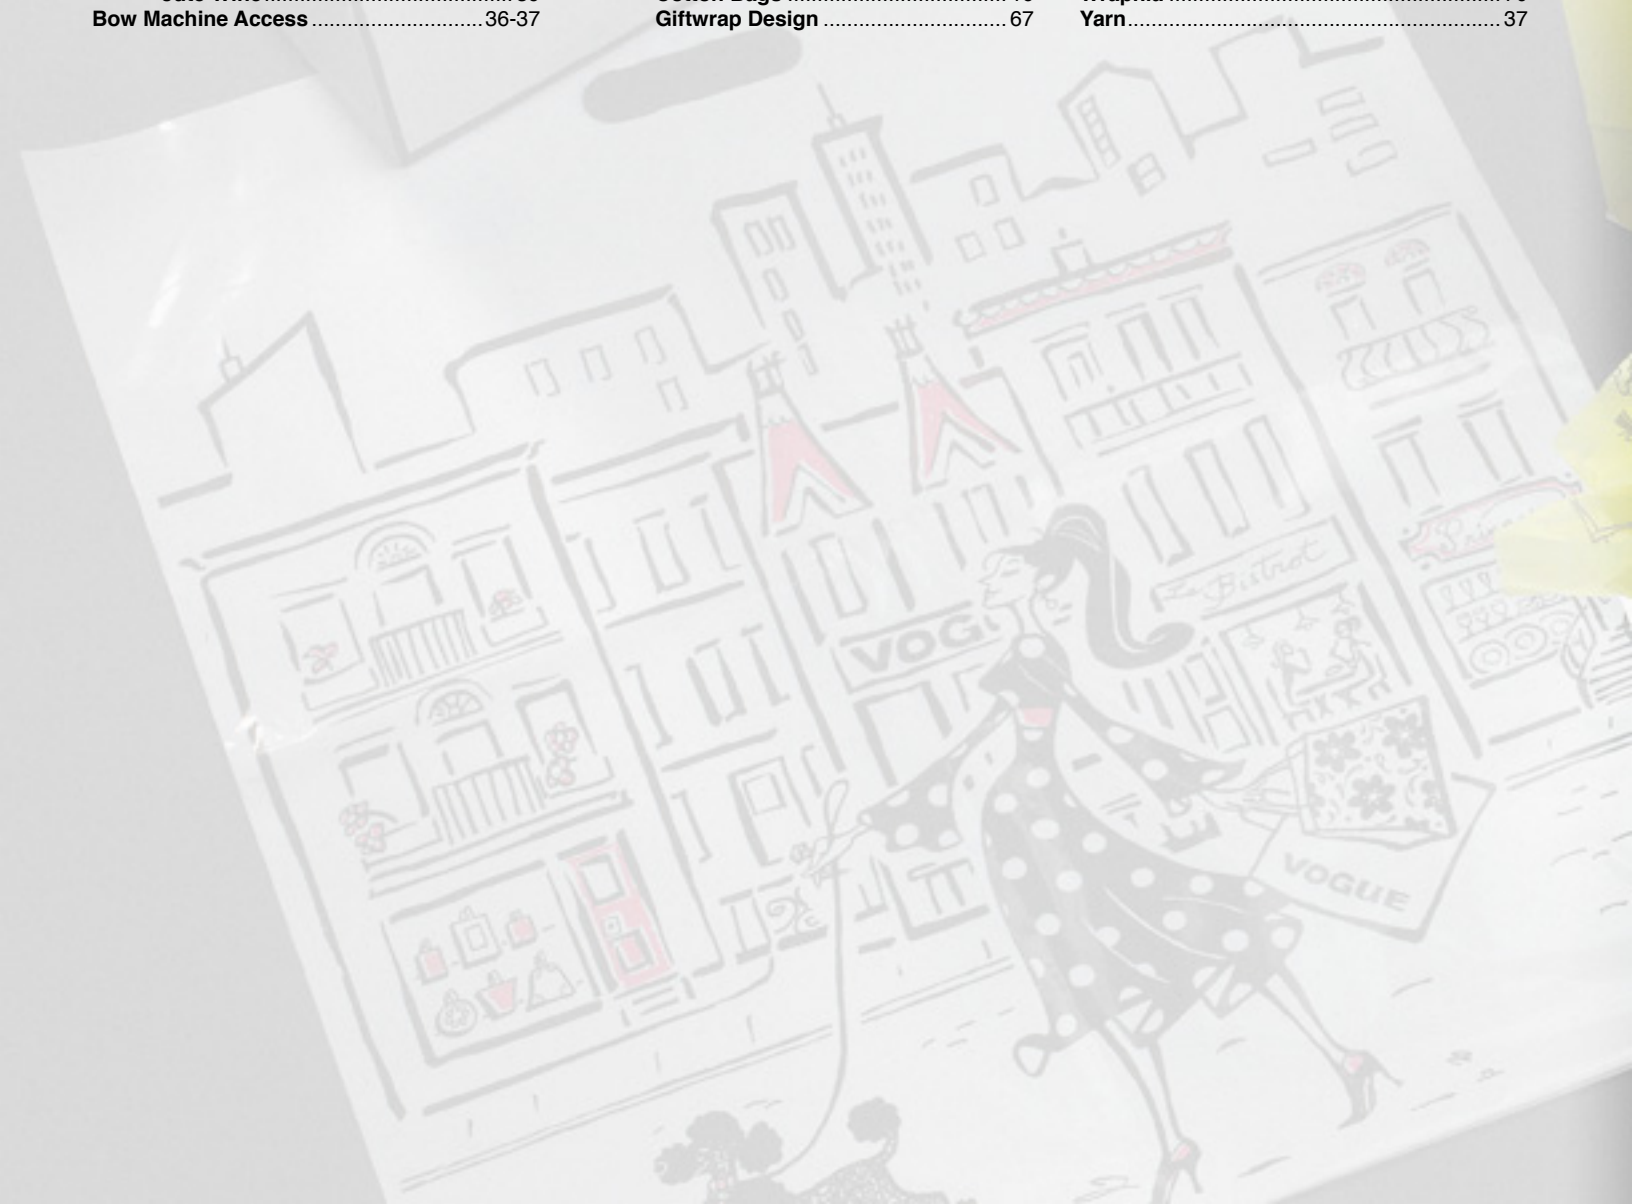 Bow Machine Access ........................ 36-37
Giftwrap Design ......................... 67
Yarn .................................................... 37
VOG
Le Bistrot
VOGUE